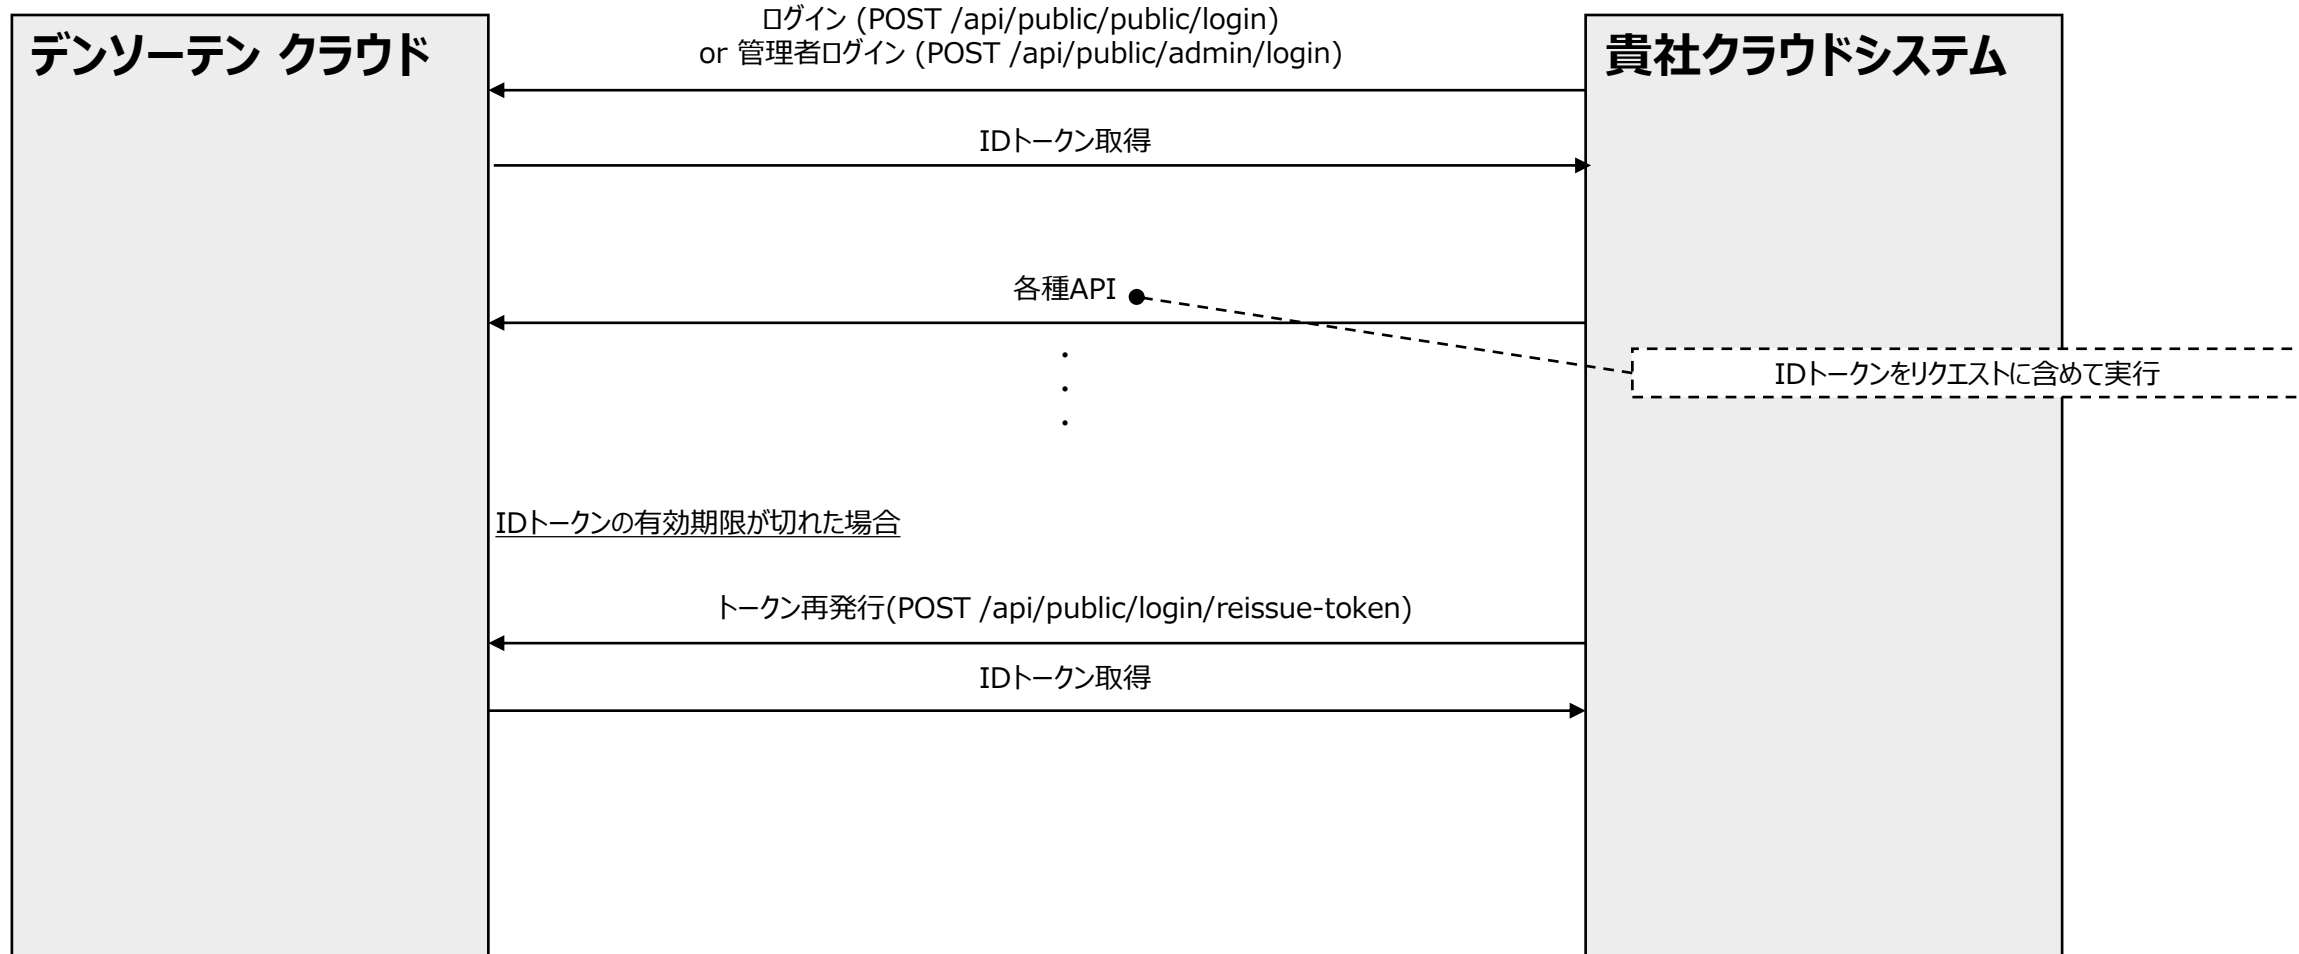 デンソーテン クラウド
ログイン (POST /api/public/public/login)
or 管理者ログイン (POST /api/public/admin/login)
貴社クラウドシステム
IDトークン取得
各種API
・
・
・
IDトークンをリクエストに含めて実行
IDトークンの有効期限が切れた場合
トークン再発行(POST /api/public/login/reissue-token)
IDトークン取得